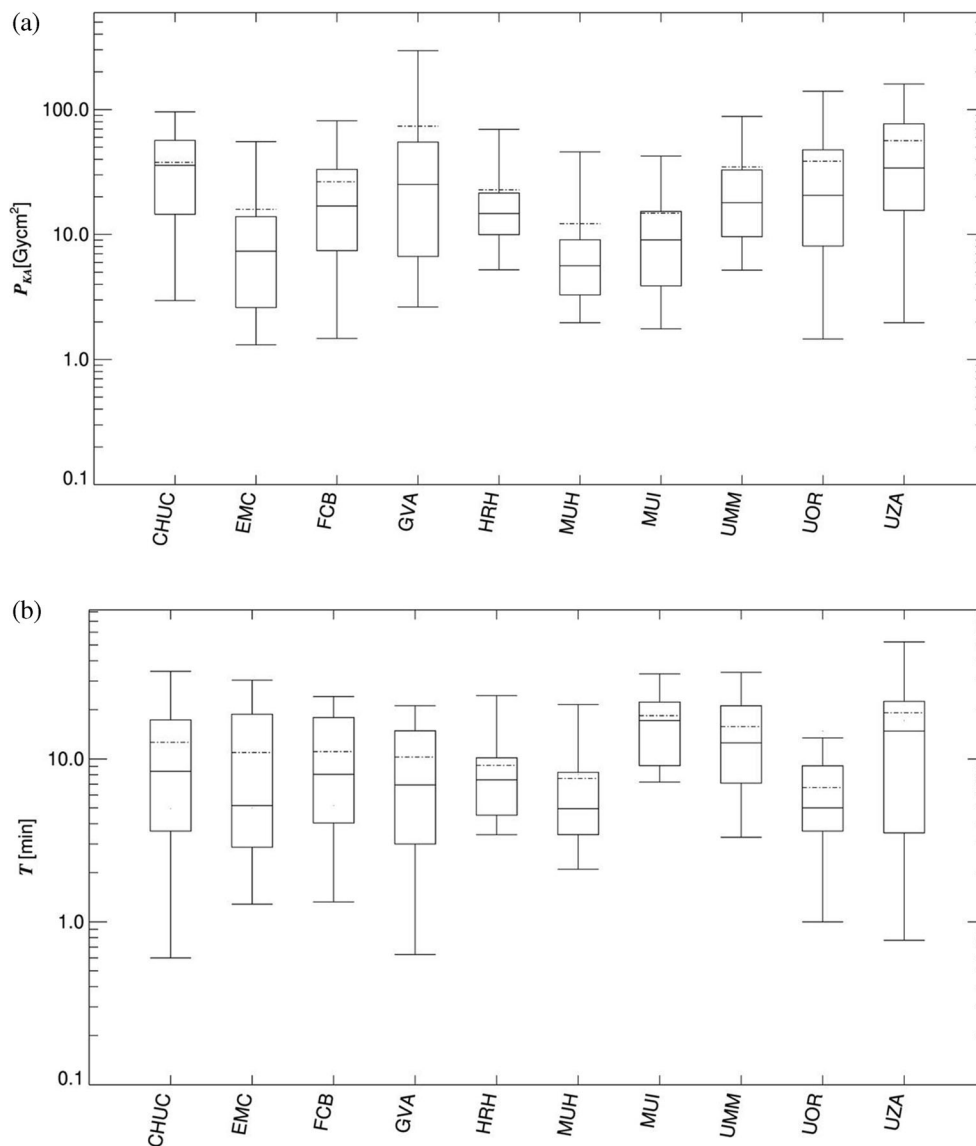 (a)
100.0
10.0
1.0
0.1
P_KA[Gycm²]
CHUC
EMC
FCB
GVA
HRH
MUH
MUI
UMM
UOR
UZA
(b)
10.0
1.0
0.1
T [min]
CHUC
EMC
FCB
GVA
HRH
MUH
MUI
UMM
UOR
UZA